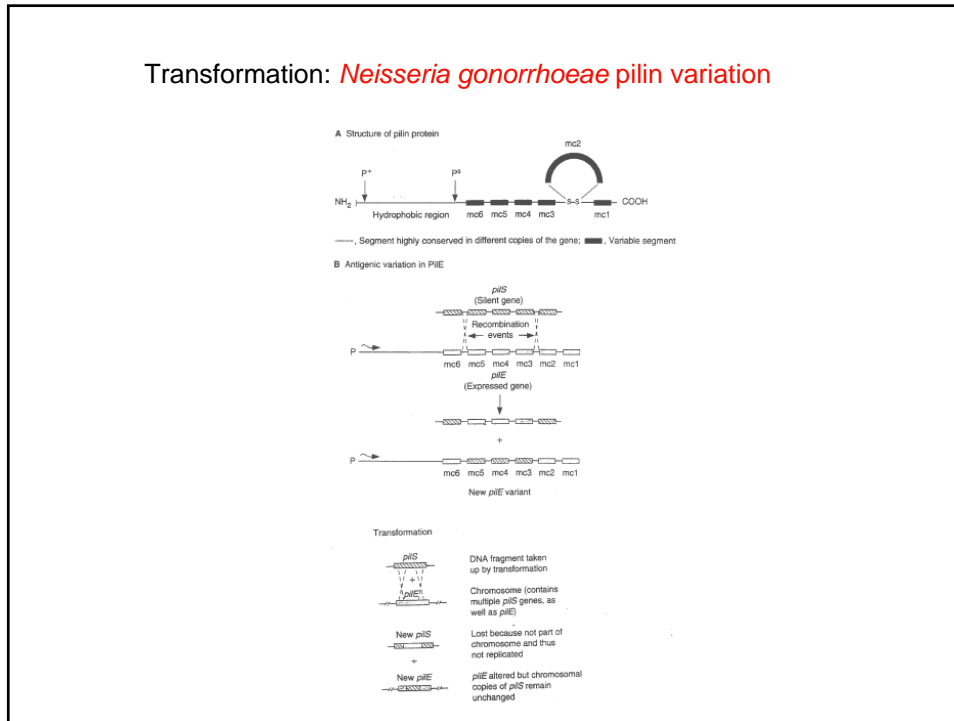 Transformation: Neisseria gonorrhoeae pilin variation
A Structure of pilin protein
mc2
P+
Ps
NH2
S–S
COOH
Hydrophobic region
mc6 mc5 mc4 mc3 mc1
——, Segment highly conserved in different copies of the gene; ▬, Variable segment
B Antigenic variation in PilE
pilS
(Silent gene)
Recombination
events
P
mc6 mc5 mc4 mc3 mc2 mc1
pilE
(Expressed gene)
+
P
mc6 mc5 mc4 mc3 mc2 mc1
New pilE variant
Transformation
pilS
DNA fragment taken
up by transformation
+
pilE
Chromosome (contains
multiple pilS genes, as
well as pilE)
New pilS
Lost because not part of
chromosome and thus
not replicated
+
New pilE
pilE altered but chromosomal
copies of pilS remain
unchanged